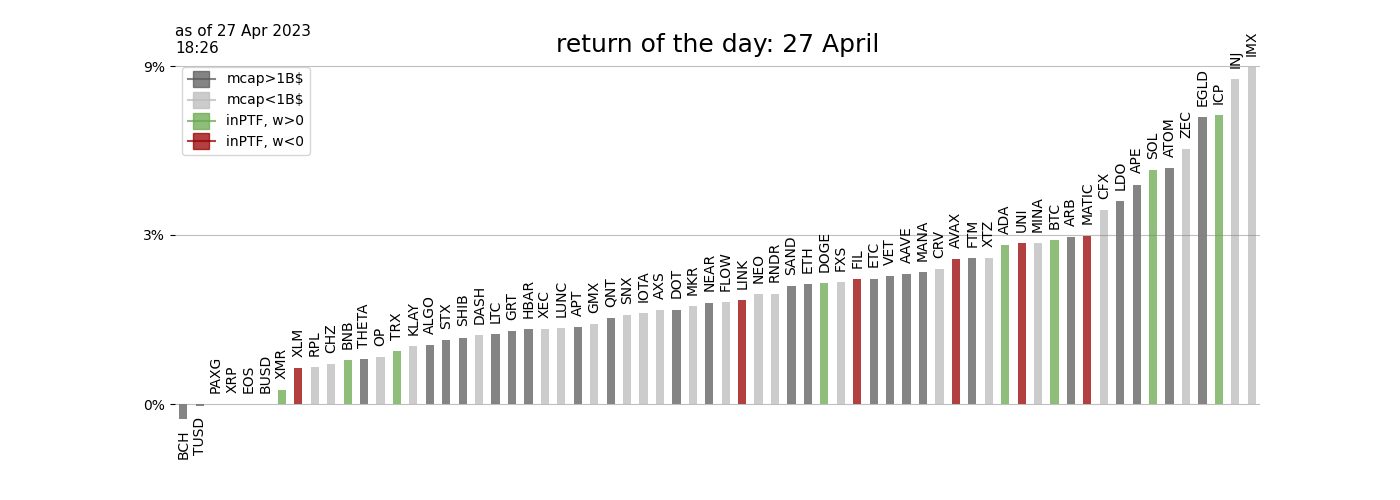 as of 27 Apr 2023
18:26
return of the day: 27 April
9%
3%
0%
mcap>1B$
mcap<1B$
inPTF, w>0
inPTF, w<0
BCH
TUSD
PAXG
XRP
EOS
BUSD
XMR
XLM
RPL
CHZ
BNB
THETA
OP
TRX
KLAY
ALGO
STX
SHIB
DASH
LTC
GRT
HBAR
XEC
LUNC
APT
GMX
QNT
SNX
IOTA
AXS
DOT
MKR
NEAR
FLOW
LINK
NEO
RNDR
SAND
ETH
DOGE
FXS
FIL
ETC
VET
AAVE
MANA
CRV
AVAX
FTM
XTZ
ADA
UNI
MINA
BTC
ARB
MATIC
CFX
LDO
APE
SOL
ATOM
ZEC
EGLD
ICP
INJ
IMX